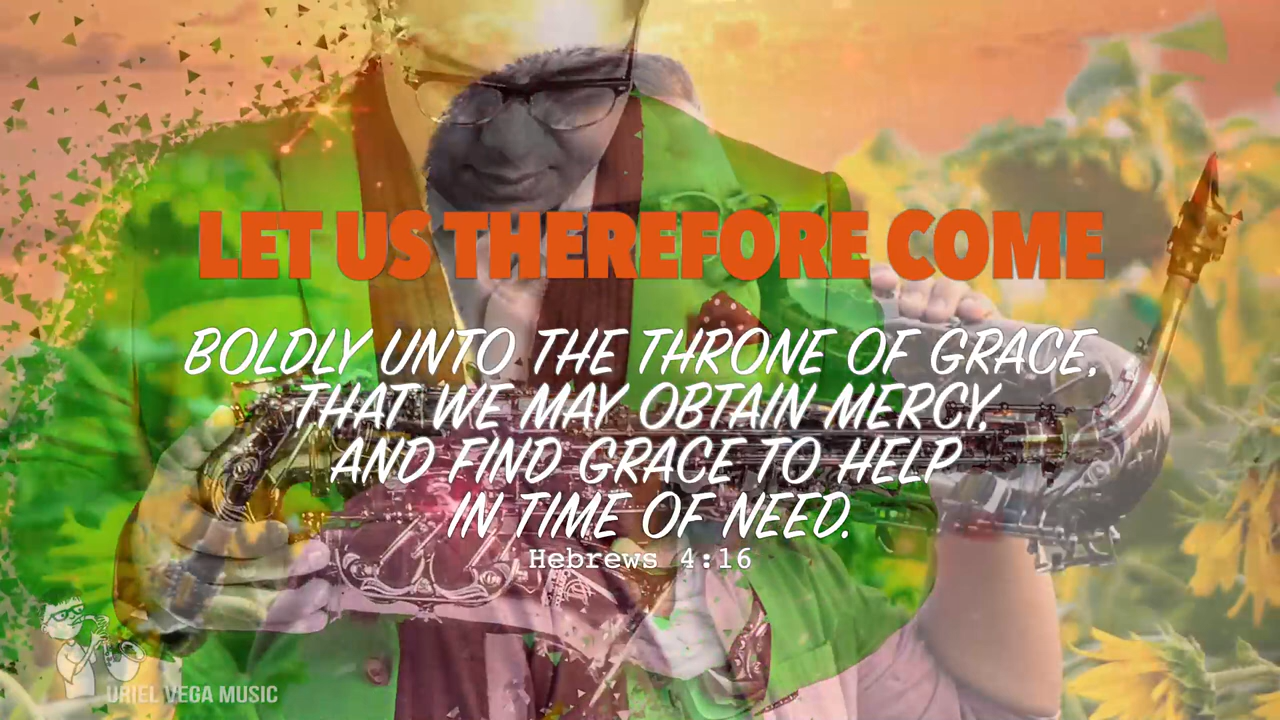 LET US THEREFORE COME
BOLDLY UNTO THE THRONE OF GRACE,
THAT WE MAY OBTAIN MERCY,
AND FIND GRACE TO HELP
IN TIME OF NEED.
Hebrews 4:16
URIEL VEGA MUSIC